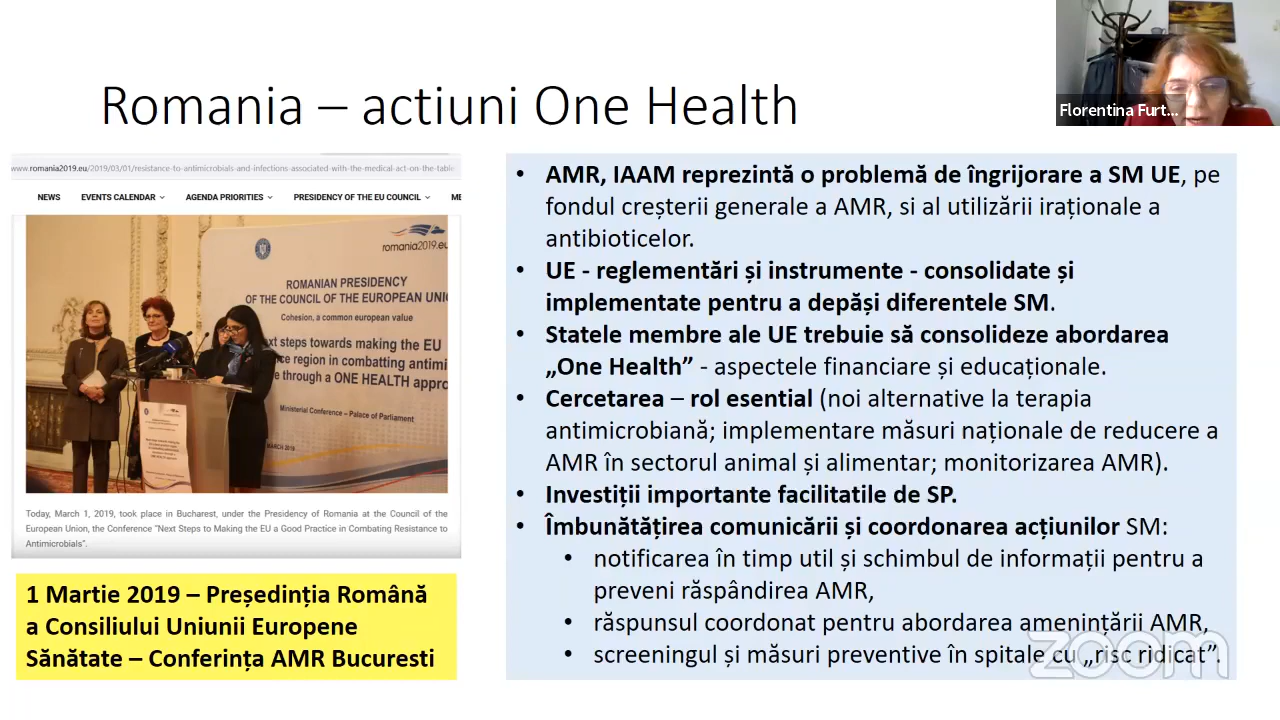 Florentina Furt...
Romania – actiuni One Health
www.romania2019.eu/2019/03/01/resistance-to-antimicrobials-and-infections-associated-with-the-medical-act-on-the-table
NEWS EVENTS CALENDAR AGENDA PRIORITIES PRESIDENCY OF THE EU COUNCIL ME
romania2019.eu
ROMANIAN PRESIDENCY
OF THE COUNCIL OF THE EUROPEAN UNIO
Cohesion, a common european value
ext steps towards making the EU
ce region in combatting antimi
e through a ONE HEALTH appro
Ministerial Conference – Palace of Parliament
MARCH 2019
Today, March 1, 2019, took place in Bucharest, under the Presidency of Romania at the Council of the
European Union, the Conference "Next Steps to Making the EU a Good Practice in Combating Resistance to
Antimicrobials".
1 Martie 2019 – Președinția Română
a Consiliului Uniunii Europene
Sănătate – Conferința AMR Bucuresti
• AMR, IAAM reprezintă o problemă de îngrijorare a SM UE, pe
fondul creșterii generale a AMR, si al utilizării iraționale a
antibioticelor.
• UE - reglementări și instrumente - consolidate și
implementate pentru a depăși diferentele SM.
• Statele membre ale UE trebuie să consolideze abordarea
„One Health” - aspectele financiare și educaționale.
• Cercetarea – rol esential (noi alternative la terapia
antimicrobiană; implementare măsuri naționale de reducere a
AMR în sectorul animal și alimentar; monitorizarea AMR).
• Investiții importante facilitatile de SP.
• Îmbunătățirea comunicării și coordonarea acțiunilor SM:
• notificarea în timp util și schimbul de informații pentru a
preveni răspândirea AMR,
• răspunsul coordonat pentru abordarea amenințării AMR,
• screeningul și măsuri preventive în spitale cu „risc ridicat”.
zoom